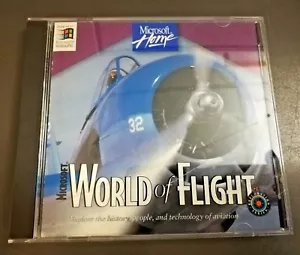 Microsoft
Home
32
MICROSOFT
WORLD of FLIGHT
Explore the history, people, and technology of aviation